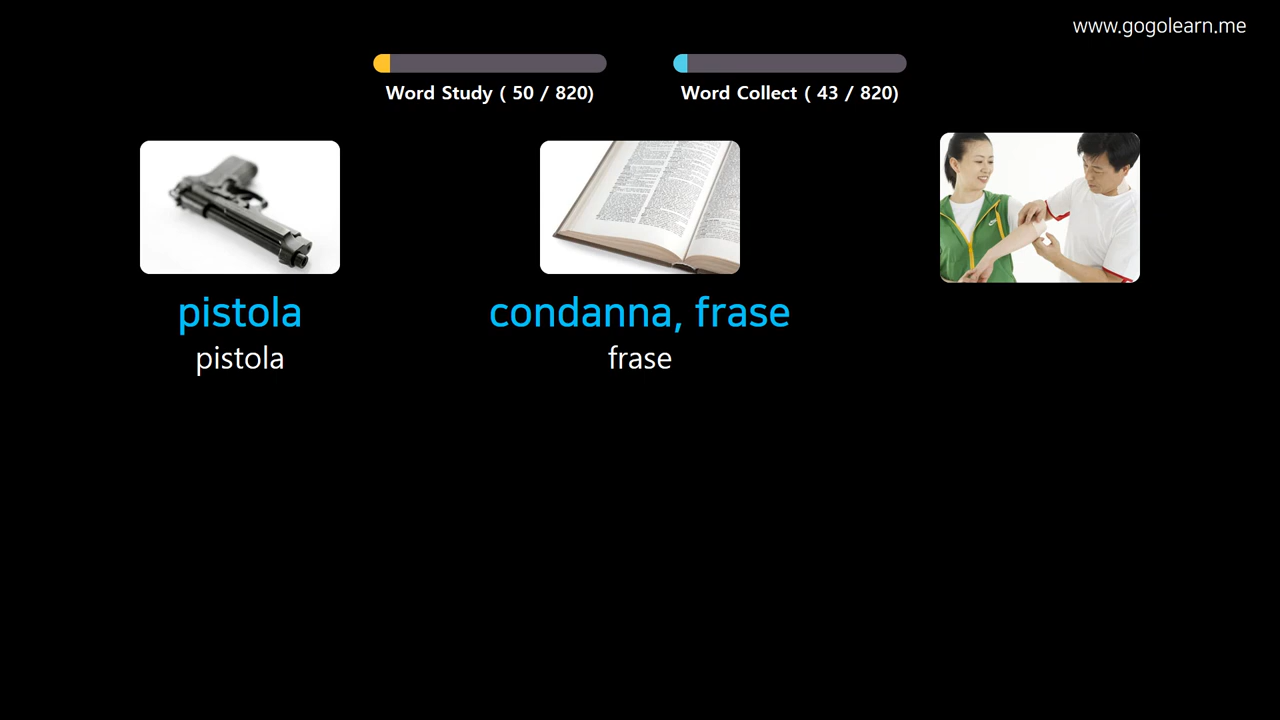 www.gogolearn.me
Word Study ( 50 / 820)
Word Collect ( 43 / 820)
pistola
condanna, frase
pistola
frase